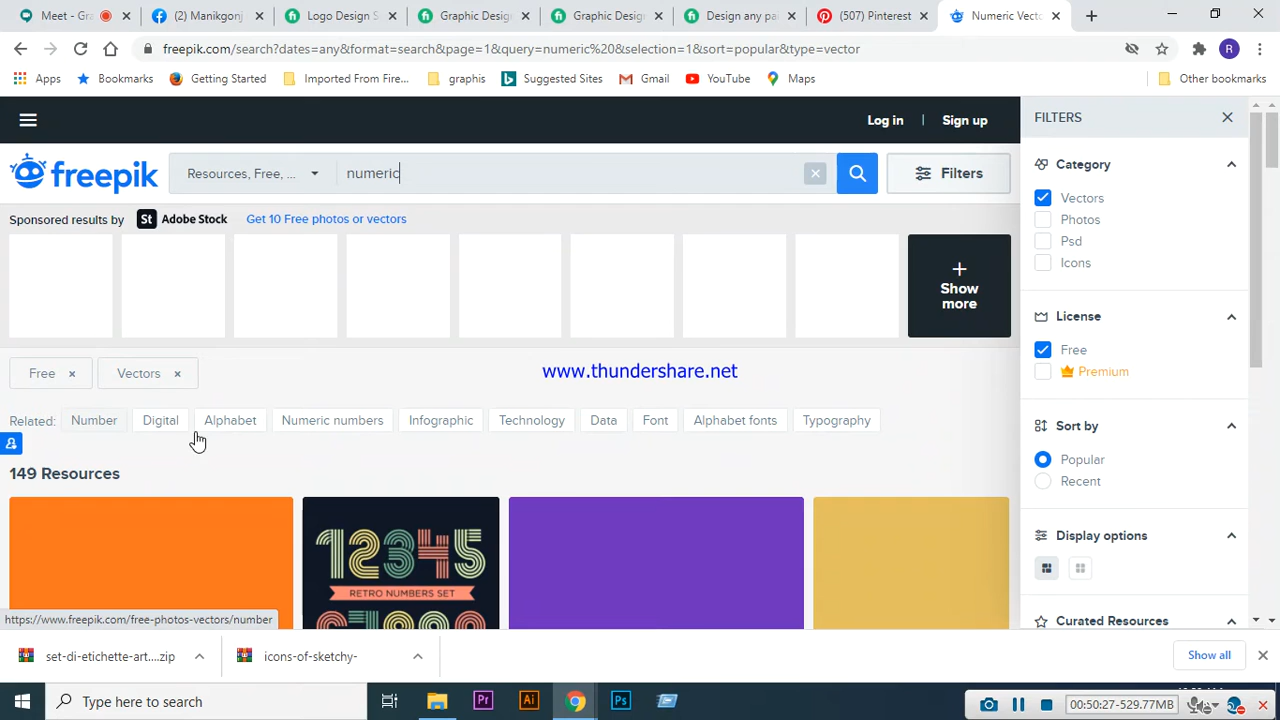 Meet - Gra
(2) Manikgonj
Logo Design S
Graphic Desig
Graphic Desig
Design any pa
(507) Pinterest
Numeric Vecto
freepik.com/search?dates=any&format=search&page=1&query=numeric%20&selection=1&sort=popular&type=vector
R
Apps
Bookmarks
Getting Started
Imported From Fire...
graphis
Suggested Sites
Gmail
YouTube
Maps
Other bookmarks
Log in | Sign up
FILTERS
freepik
Resources, Free, ...
numeric
Filters
Category
Vectors
Photos
Psd
Icons
Sponsored results by St Adobe Stock Get 10 Free photos or vectors
+
Show more
License
Free
Premium
Free ×
Vectors ×
www.thundershare.net
Related: Number Digital Alphabet Numeric numbers Infographic Technology Data Font Alphabet fonts Typography
Sort by
Popular
Recent
149 Resources
12345
RETRO NUMBERS SET
Display options
Curated Resources
https://www.freepik.com/free-photos-vectors/number
set-di-etichette-art....zip
icons-of-sketchy-
Show all
Type here to search
Pr
Ai
Ps
00:50:27-529.77MB